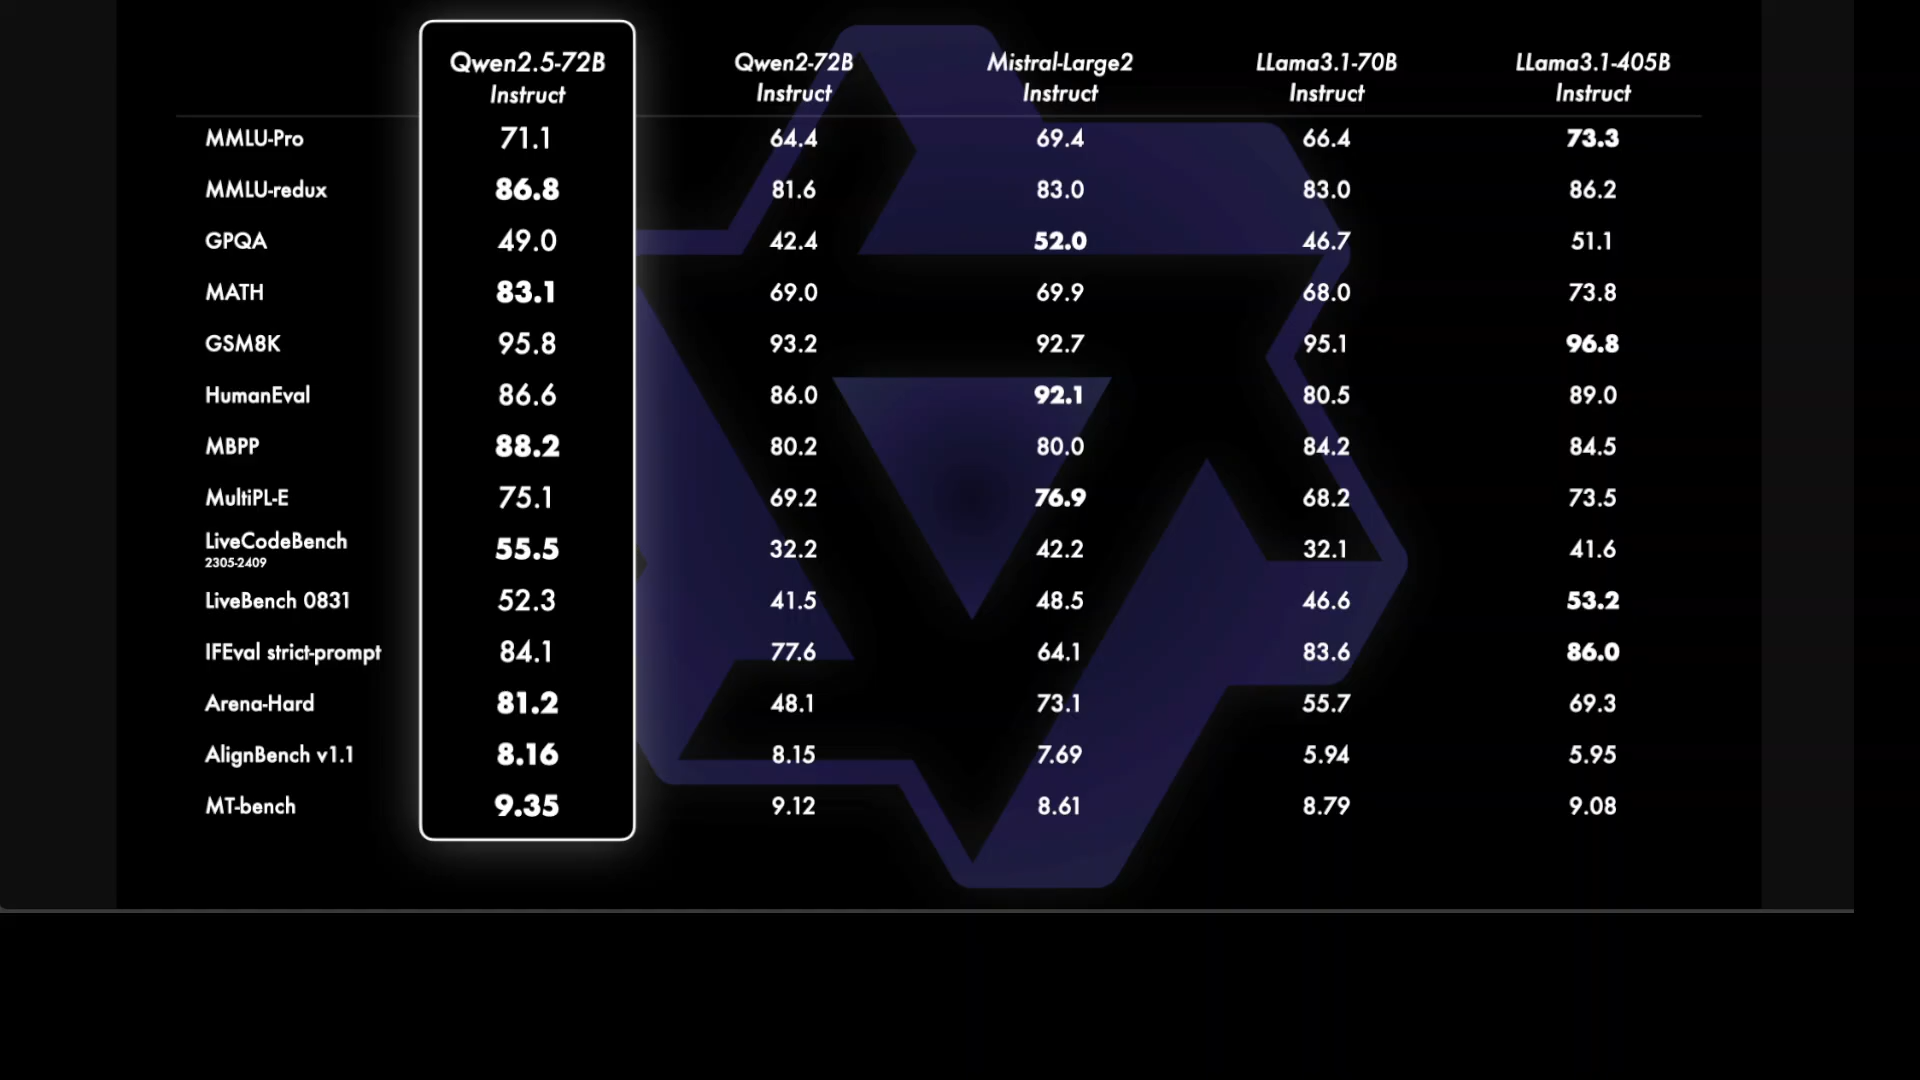 Qwen2.5-72B Qwen2-72B Mistral-Large2 LLama3.1-70B LLama3.1-405B
Instruct Instruct Instruct Instruct Instruct
MMLU-Pro 71.1 64.4 69.4 66.4 73.3
MMLU-redux 86.8 81.6 83.0 83.0 86.2
GPQA 49.0 42.4 52.0 46.7 51.1
MATH 83.1 69.0 69.9 68.0 73.8
GSM8K 95.8 93.2 92.7 95.1 96.8
HumanEval 86.6 86.0 92.1 80.5 89.0
MBPP 88.2 80.2 80.0 84.2 84.5
MultiPL-E 75.1 69.2 76.9 68.2 73.5
LiveCodeBench 55.5 32.2 42.2 32.1 41.6
2305-2409
LiveBench 0831 52.3 41.5 48.5 46.6 53.2
IFEval strict-prompt 84.1 77.6 64.1 83.6 86.0
Arena-Hard 81.2 48.1 73.1 55.7 69.3
AlignBench v1.1 8.16 8.15 7.69 5.94 5.95
MT-bench 9.35 9.12 8.61 8.79 9.08